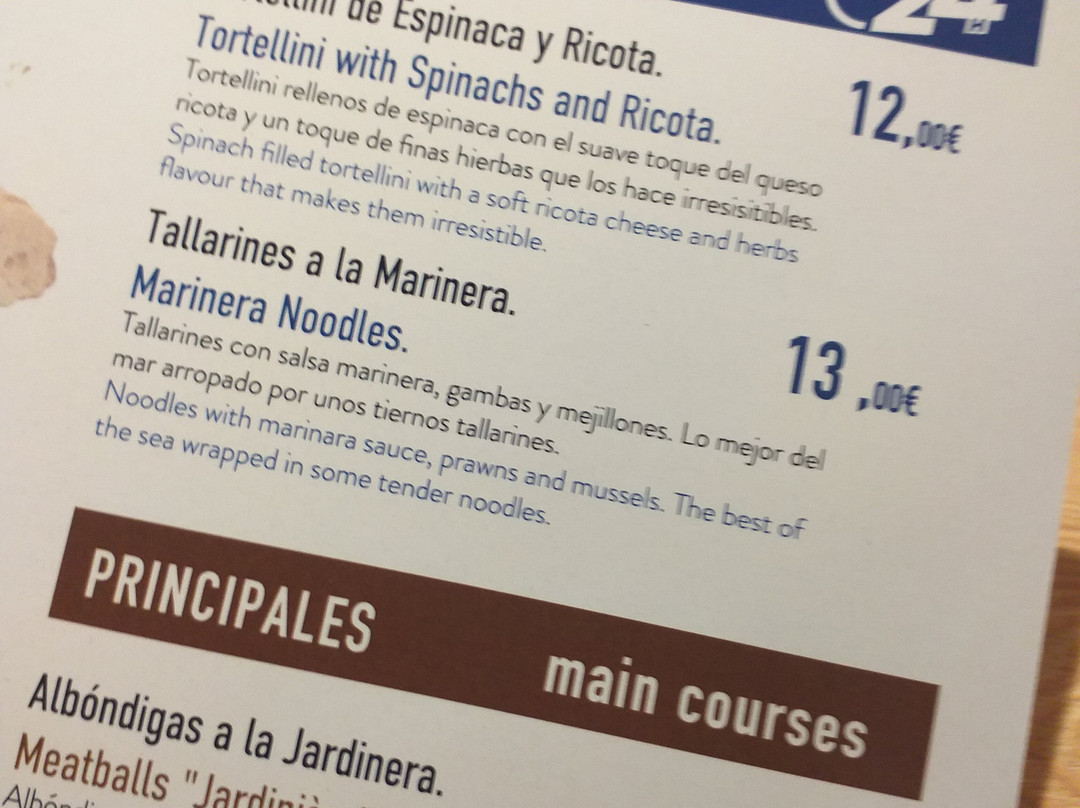 24H
de Espinaca y Ricota.
Tortellini with Spinachs and Ricota.
12,00€
Tortellini rellenos de espinaca con el suave toque del queso
ricota y un toque de finas hierbas que los hace irresisitibles.
Spinach filled tortellini with a soft ricota cheese and herbs
flavour that makes them irresistible.
Tallarines a la Marinera.
Marinera Noodles.
13,00€
Tallarines con salsa marinera, gambas y mejillones. Lo mejor del
mar arropado por unos tiernos tallarines.
Noodles with marinara sauce, prawns and mussels. The best of
the sea wrapped in some tender noodles.
PRINCIPALES
main courses
Albóndigas a la Jardinera.
Meatballs